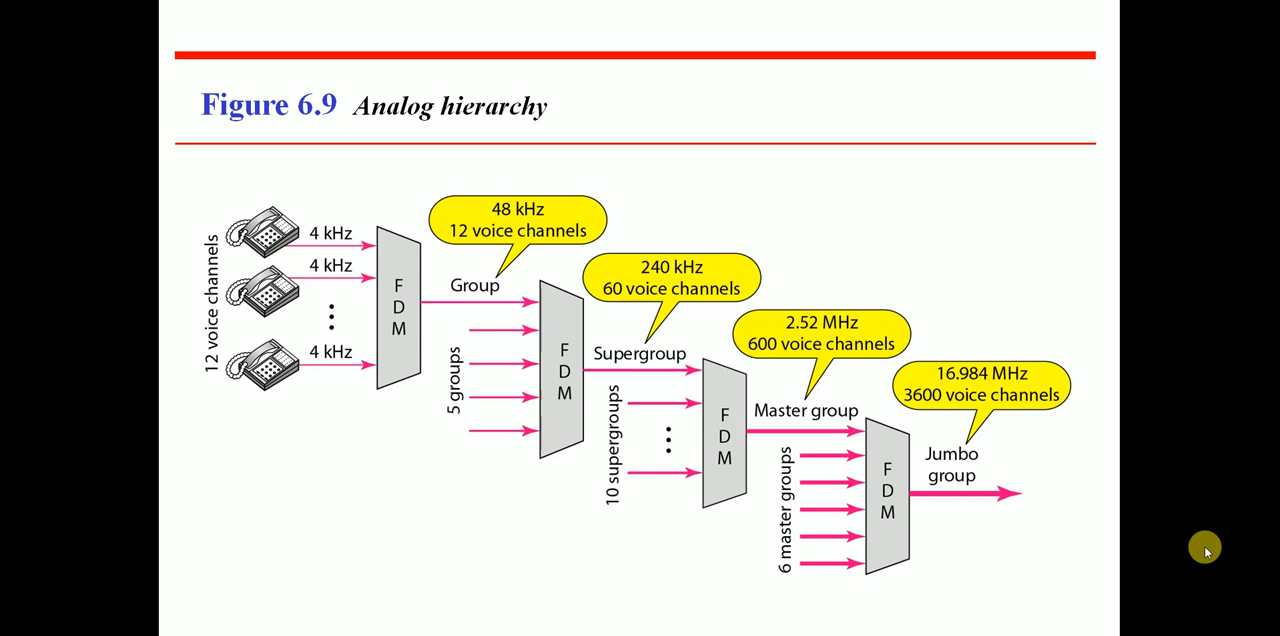 Figure 6.9 Analog hierarchy
48 kHz
12 voice channels
240 kHz
60 voice channels
2.52 MHz
600 voice channels
16.984 MHz
3600 voice channels
12 voice channels
4 kHz
4 kHz
4 kHz
F
D
M
Group
5 groups
F
D
M
Supergroup
10 supergroups
F
D
M
Master group
6 master groups
F
D
M
Jumbo
group